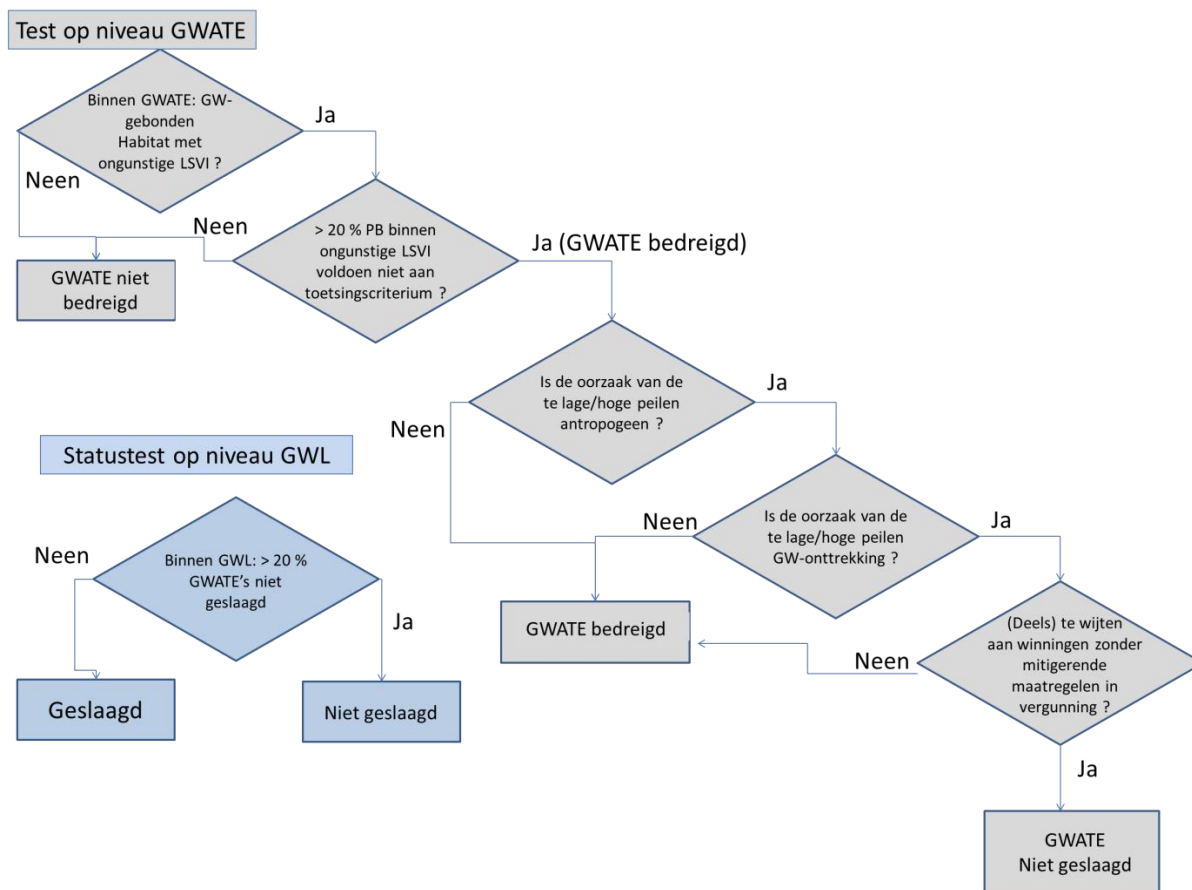 Test op niveau GWATE
Binnen GWATE: GW-
gebonden
Habitat met
ongunstige LSVI ?
Ja
Neen
Neen
> 20 % PB binnen
ongunstige LSVI
voldoen niet aan
toetsingscriterium ?
Ja (GWATE bedreigd)
GWATE niet
bedreigd
Is de oorzaak van de
te lage/hoge peilen
antropogeen ?
Ja
Neen
Statustest op niveau GWL
Neen
Binnen GWL: > 20 %
GWATE's niet
geslaagd
Ja
Geslaagd
Niet geslaagd
Neen
Is de oorzaak van de
te lage/hoge peilen
GW-onttrekking ?
Ja
GWATE bedreigd
Neen
(Deels) te wijten
aan winningen zonder
mitigerende
maatregelen in
vergunning ?
Ja
GWATE
Niet geslaagd